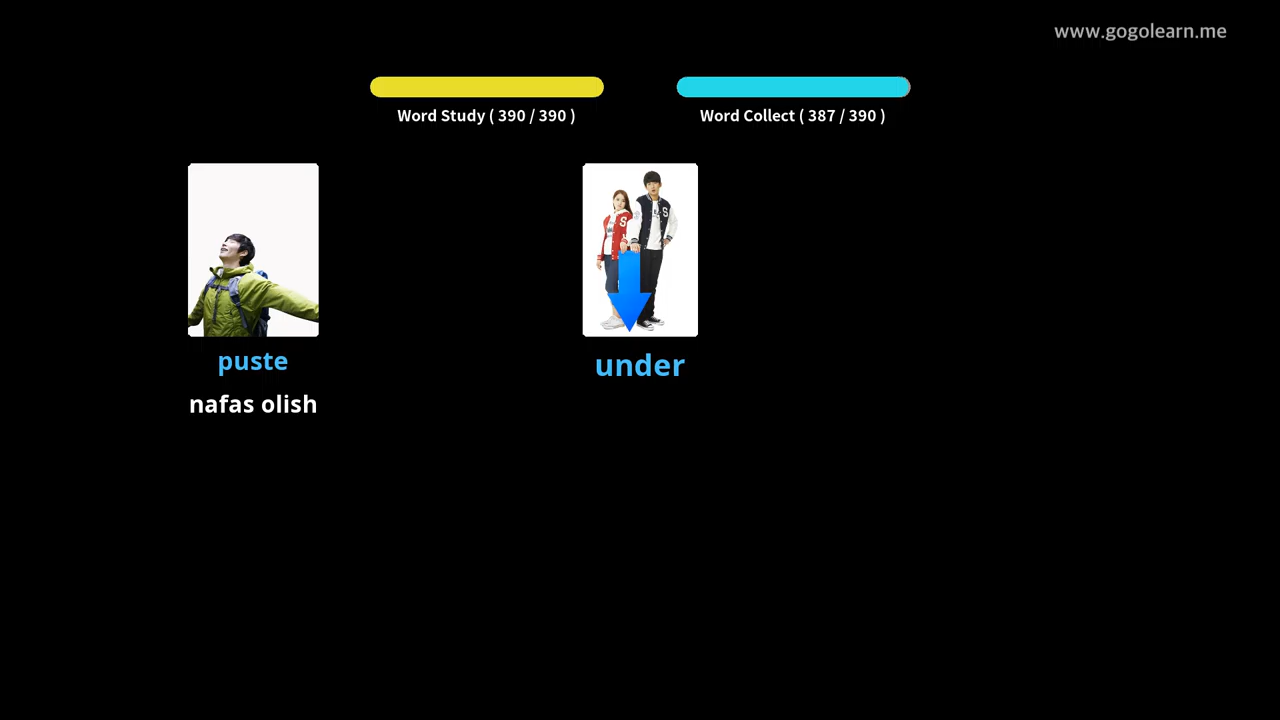 www.gogolearn.me
Word Study ( 390 / 390 )
Word Collect ( 387 / 390 )
puste
nafas olish
under